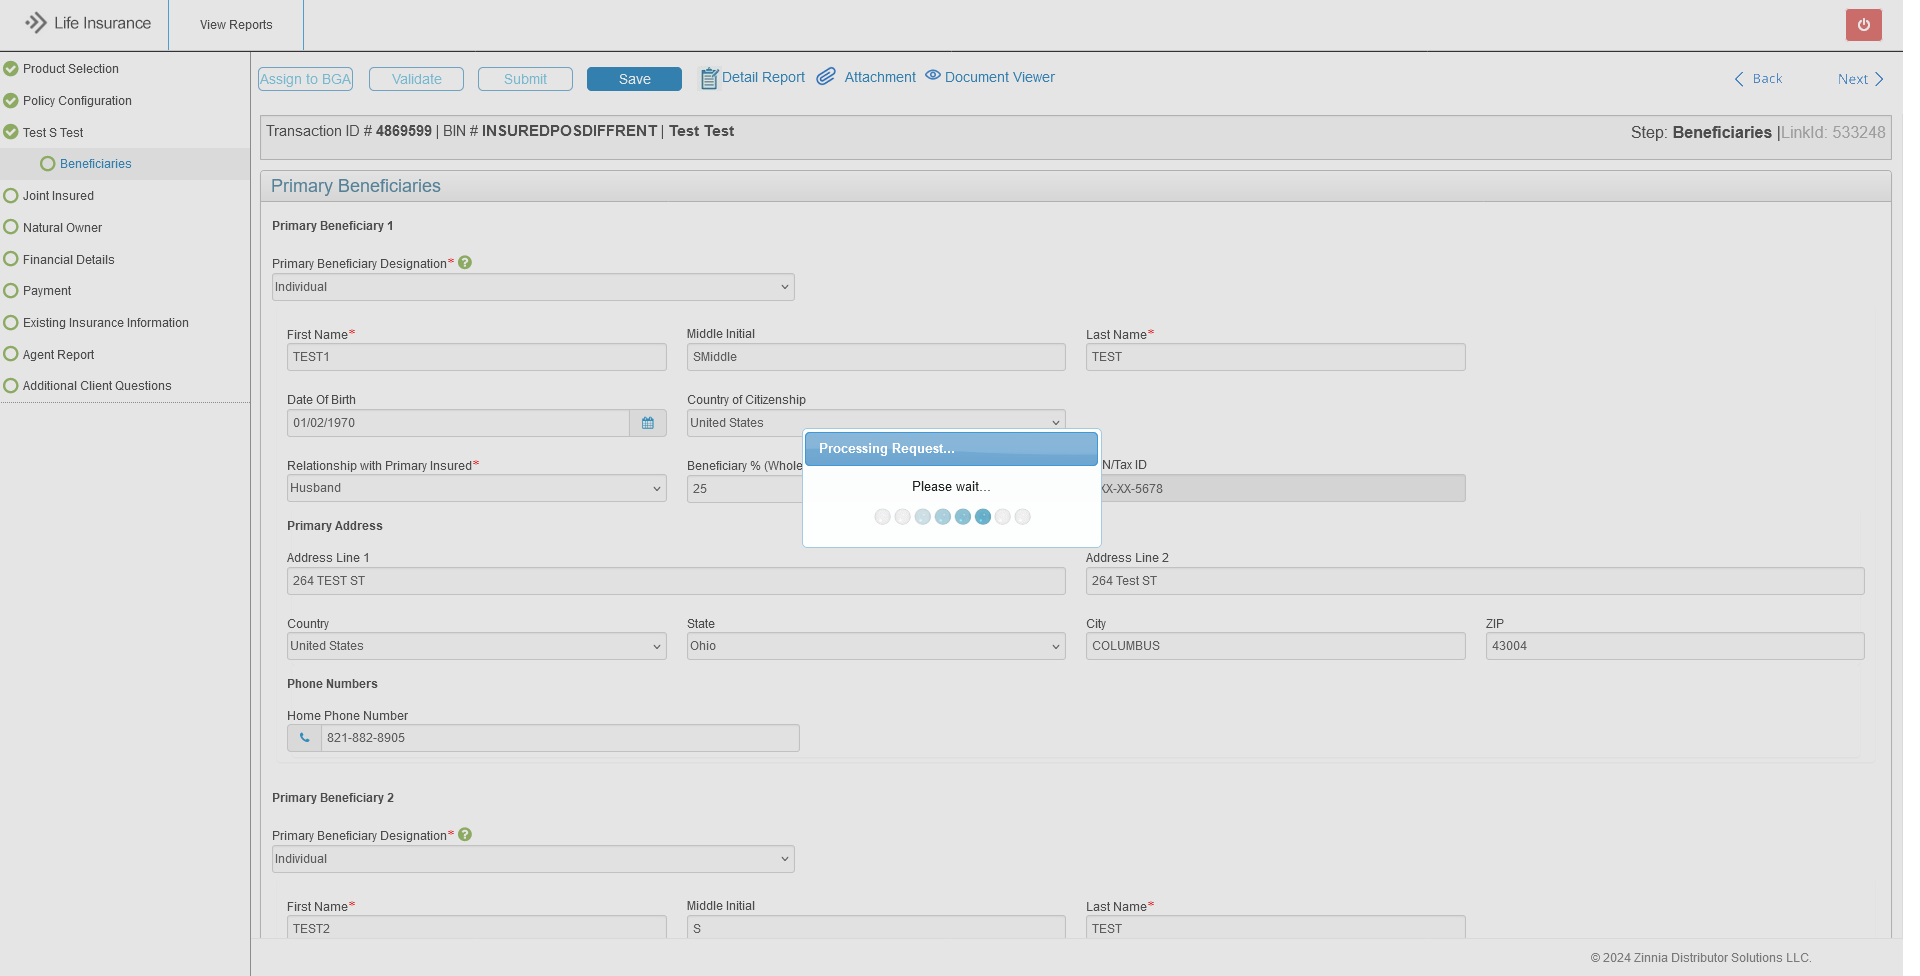 Life Insurance
View Reports
Product Selection
Policy Configuration
Test S Test
Beneficiaries
Joint Insured
Natural Owner
Financial Details
Payment
Existing Insurance Information
Agent Report
Additional Client Questions
Assign to BGA Validate Submit Save Detail Report Attachment Document Viewer Back Next
Transaction ID # 4869599 | BIN # INSUREDPOSDIFFRENT | Test Test
Step: Beneficiaries |LinkId: 533248
Primary Beneficiaries
Primary Beneficiary 1
Primary Beneficiary Designation*
Individual
First Name* Middle Initial Last Name*
TEST1 SMiddle TEST
Date Of Birth Country of Citizenship
01/02/1970 United States
Processing Request...
Please wait...
Relationship with Primary Insured* Beneficiary % (Whole N/Tax ID
Husband 25 XX-XX-5678
Primary Address
Address Line 1 Address Line 2
264 TEST ST 264 Test ST
Country State City ZIP
United States Ohio COLUMBUS 43004
Phone Numbers
Home Phone Number
821-882-8905
Primary Beneficiary 2
Primary Beneficiary Designation*
Individual
First Name* Middle Initial Last Name*
TEST2 S TEST
© 2024 Zinnia Distributor Solutions LLC.